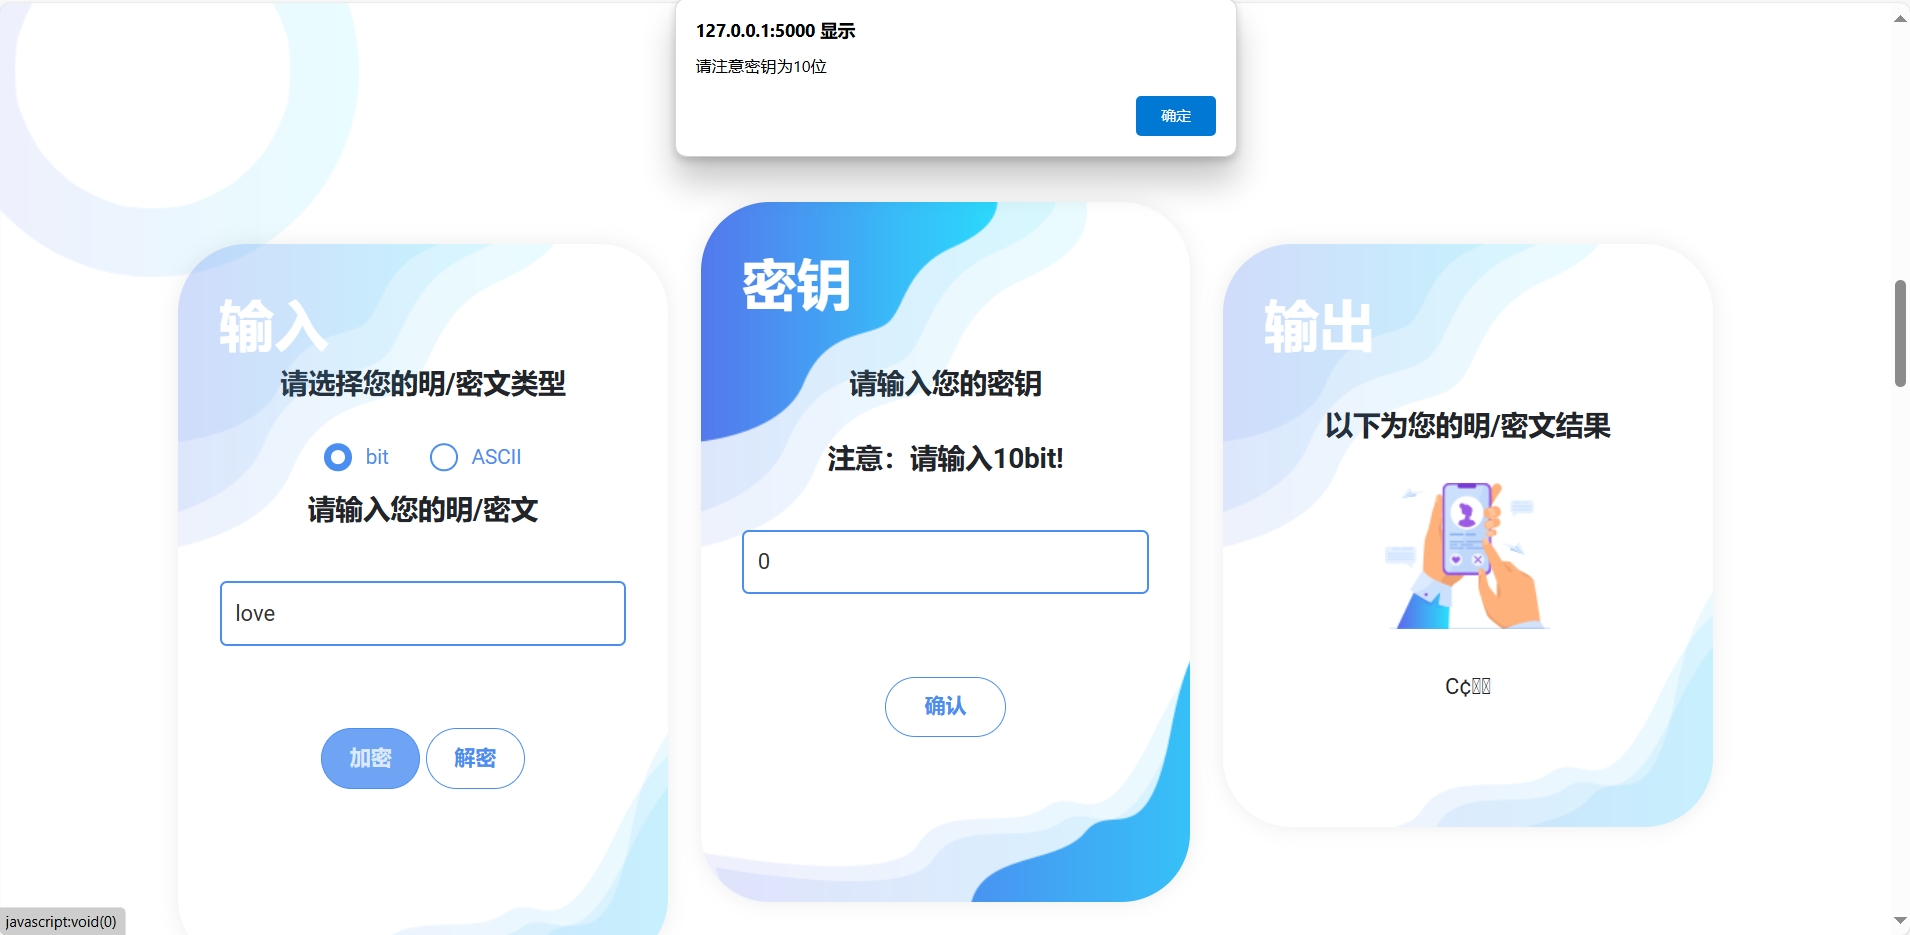 127.0.0.1:5000 显示
请注意密钥为10位
确定
输入
请选择您的明/密文类型
bit
ASCII
请输入您的明/密文
love
加密
解密
密钥
请输入您的密钥
注意：请输入10bit!
0
确认
输出
以下为您的明/密文结果
C¢
javascript:void(0)